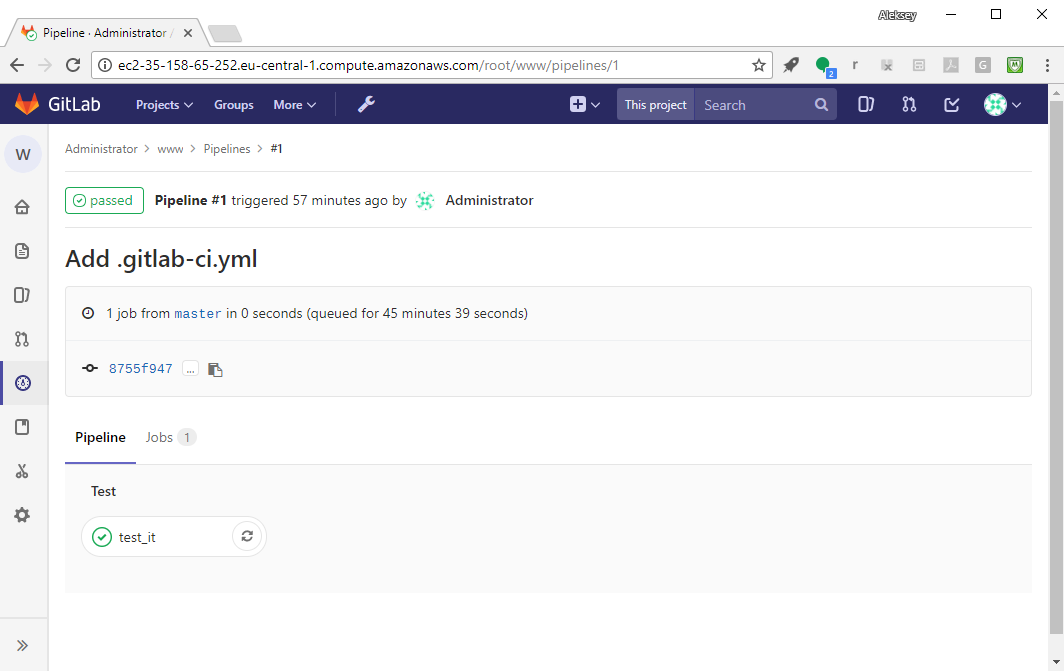 Aleksey
Pipeline · Administrator /
ec2-35-158-65-252.eu-central-1.compute.amazonaws.com/root/www/pipelines/1
2
r
G
GitLab
Projects
Groups
More
This project
Search
W
Administrator > www > Pipelines > #1
passed
Pipeline #1 triggered 57 minutes ago by Administrator
Add .gitlab-ci.yml
1 job from master in 0 seconds (queued for 45 minutes 39 seconds)
8755f947 ...
Pipeline
Jobs 1
Test
test_it